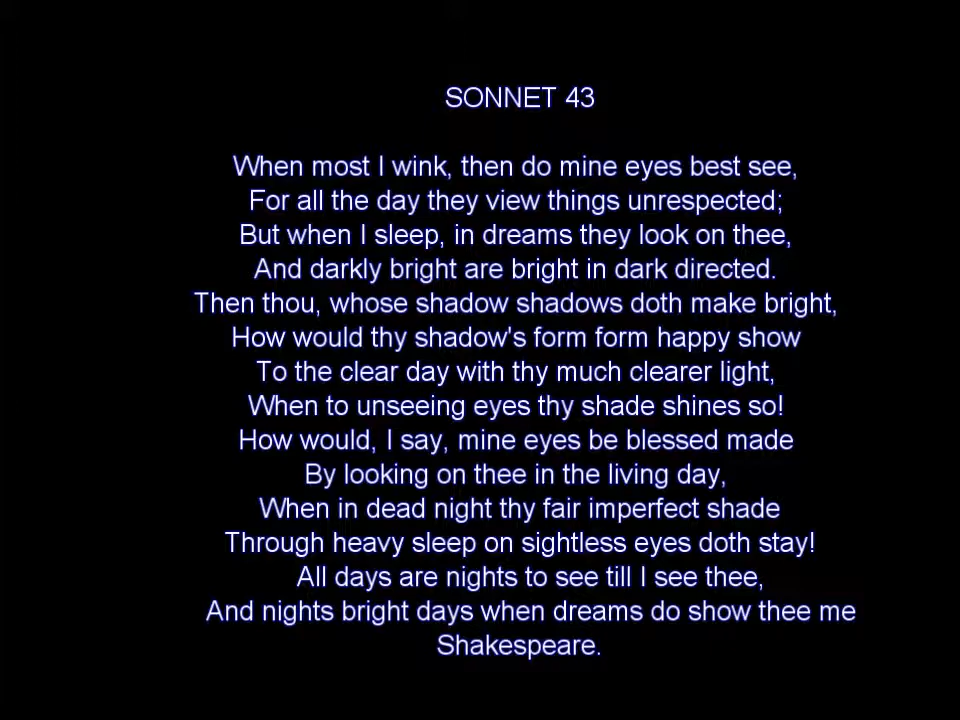 SONNET 43
When most I wink, then do mine eyes best see,
For all the day they view things unrespected;
But when I sleep, in dreams they look on thee,
And darkly bright are bright in dark directed.
Then thou, whose shadow shadows doth make bright,
How would thy shadow's form form happy show
To the clear day with thy much clearer light,
When to unseeing eyes thy shade shines so!
How would, I say, mine eyes be blessed made
By looking on thee in the living day,
When in dead night thy fair imperfect shade
Through heavy sleep on sightless eyes doth stay!
All days are nights to see till I see thee,
And nights bright days when dreams do show thee me
Shakespeare.